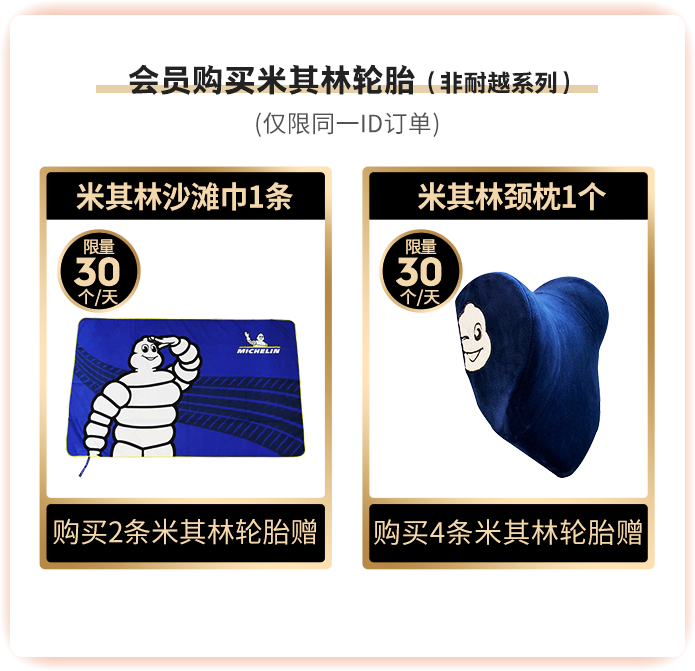 会员购买米其林轮胎（非耐越系列）
(仅限同一ID订单)
米其林沙滩巾1条
限量
30
个/天
MICHELIN
购买2条米其林轮胎赠
米其林颈枕1个
限量
30
个/天
购买4条米其林轮胎赠